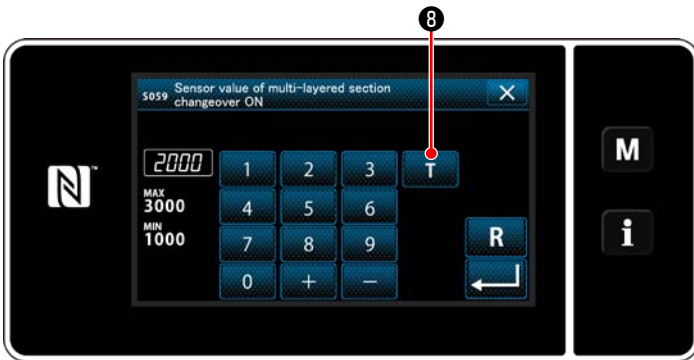 8
S059 Sensor value of multi-layered section
changeover ON
2000
1 2 3 T
MAX
3000
4 5 6
MIN
1000
7 8 9 R
0 + −
M
i
N
™